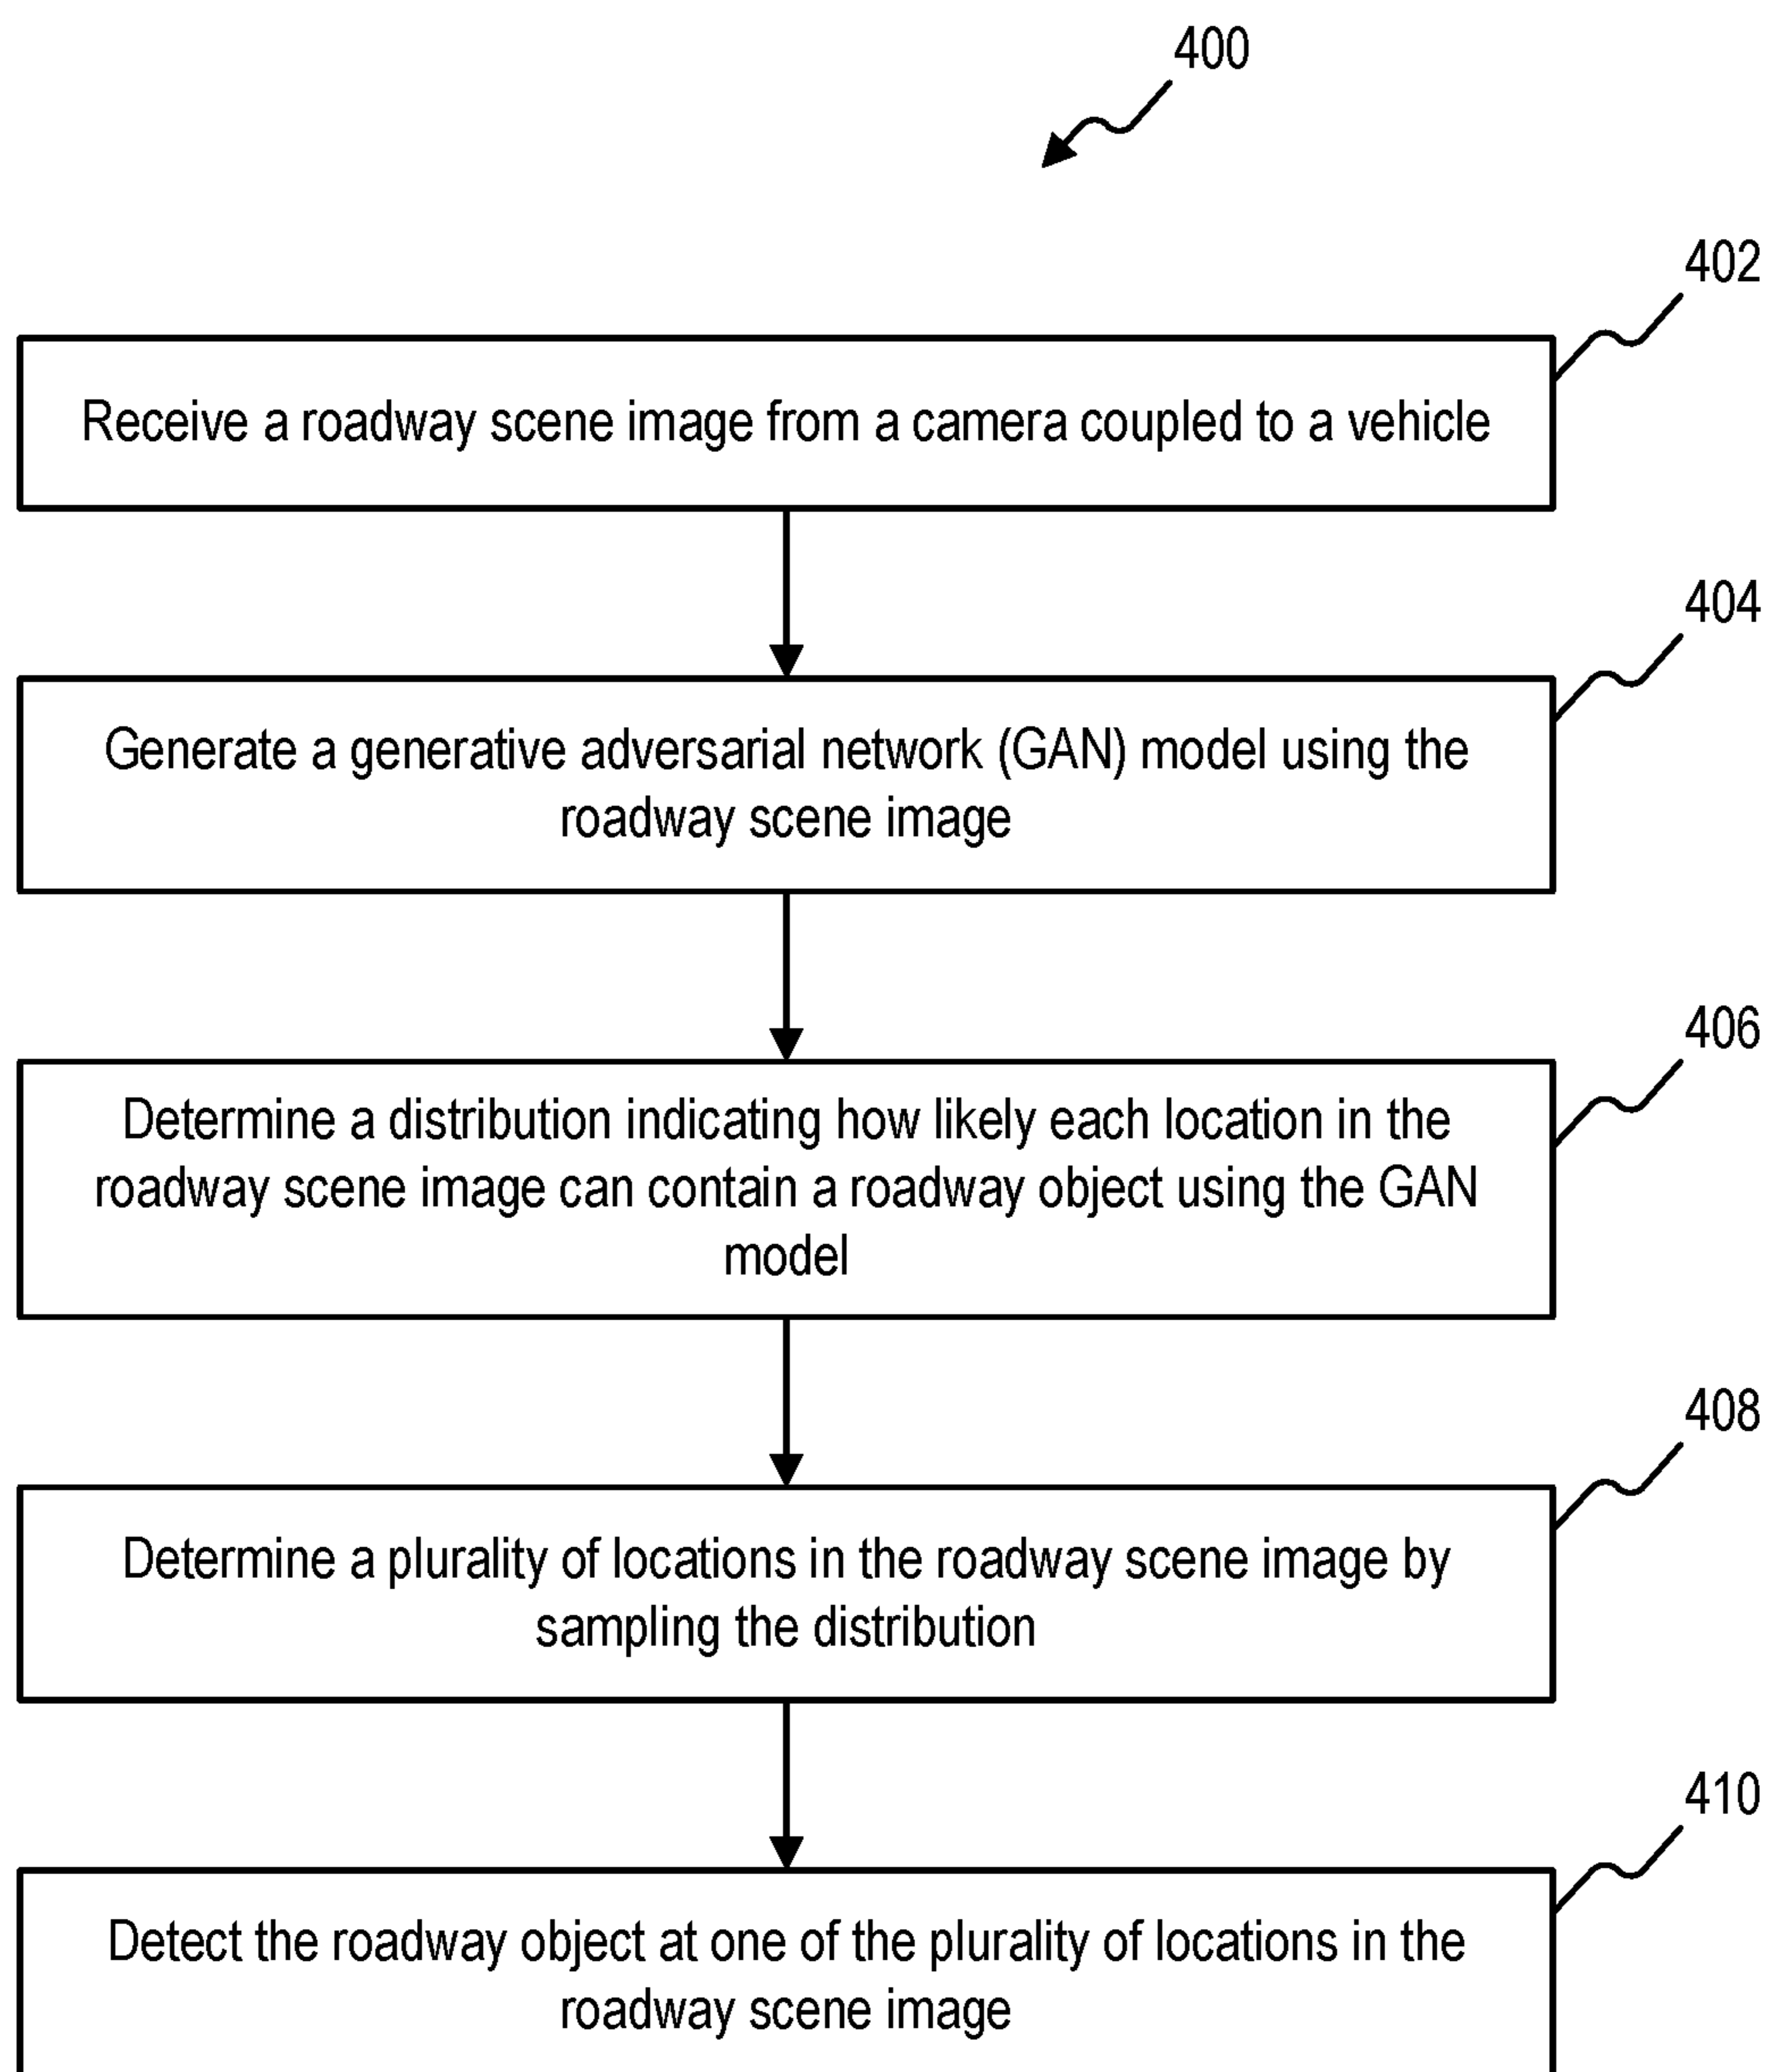 400
402
Receive a roadway scene image from a camera coupled to a vehicle
404
Generate a generative adversarial network (GAN) model using the
roadway scene image
406
Determine a distribution indicating how likely each location in the
roadway scene image can contain a roadway object using the GAN
model
408
Determine a plurality of locations in the roadway scene image by
sampling the distribution
410
Detect the roadway object at one of the plurality of locations in the
roadway scene image